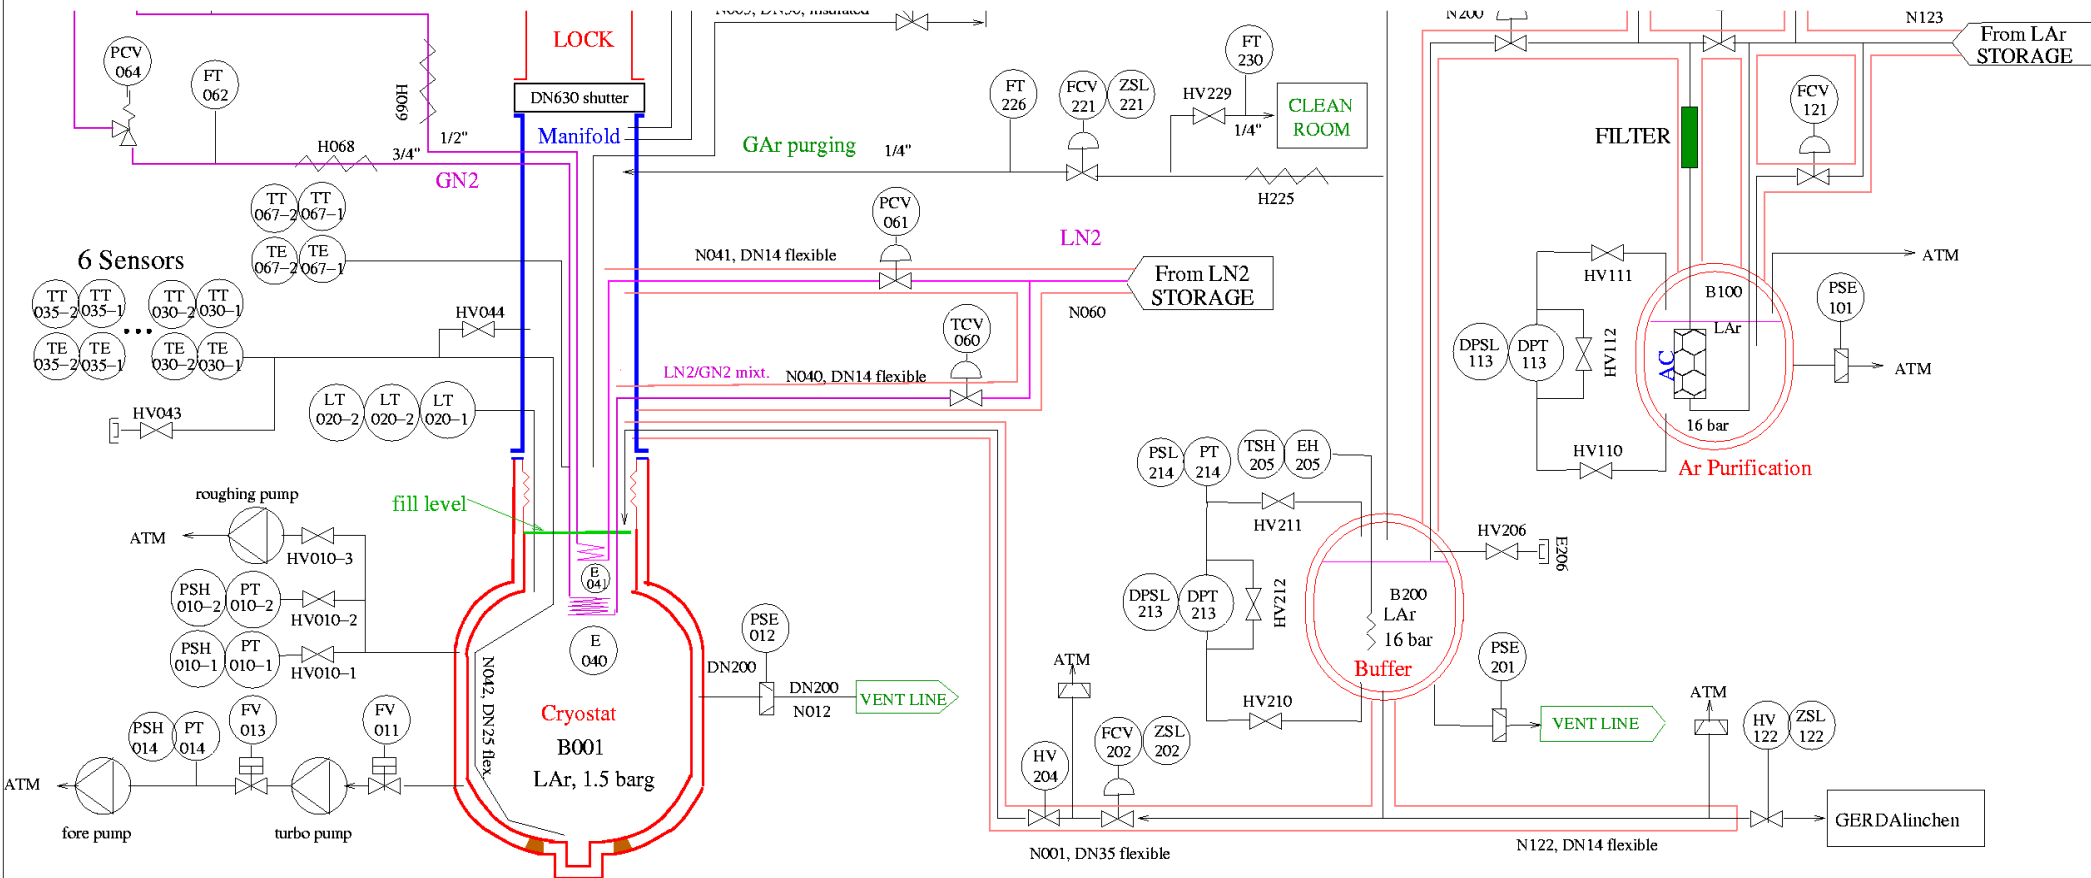 N200
N123
From LAr
STORAGE
LOCK
PCV
064
FT
062
H069
DN630 shutter
Manifold
1/2"
H068
3/4"
GN2
GAr purging
1/4"
FT
226
FCV
221
ZSL
221
HV229
FT
230
1/4"
CLEAN
ROOM
H225
FILTER
FCV
121
TT
067-2
TT
067-1
TE
067-2
TE
067-1
6 Sensors
TT
035-2
TT
035-1
...
TT
030-2
TT
030-1
TE
035-2
TE
035-1
TE
030-2
TE
030-1
HV044
HV043
LT
020-2
LT
020-2
LT
020-1
PCV
061
LN2
N041, DN14 flexible
From LN2
STORAGE
N060
TCV
060
LN2/GN2 mixt.
N040, DN14 flexible
HV111
ATM
B100
LAr
PSE
101
DPSL
113
DPT
113
HV112
AC
ATM
16 bar
HV110
Ar Purification
PSL
214
PT
214
TSH
205
EH
205
HV211
HV206
E206
DPSL
213
DPT
213
HV212
B200
LAr
16 bar
Buffer
HV210
PSE
201
VENT LINE
roughing pump
fill level
ATM
HV010-3
PSH
010-2
PT
010-2
HV010-2
PSH
010-1
PT
010-1
HV010-1
E
041
E
040
PSE
012
DN200
DN200
N012
VENT LINE
N042, DN25 flex.
Cryostat
B001
LAr, 1.5 barg
PSH
014
PT
014
FV
013
FV
011
ATM
fore pump
turbo pump
ATM
HV
204
FCV
202
ZSL
202
N001, DN35 flexible
ATM
HV
122
ZSL
122
GERDAlinchen
N122, DN14 flexible